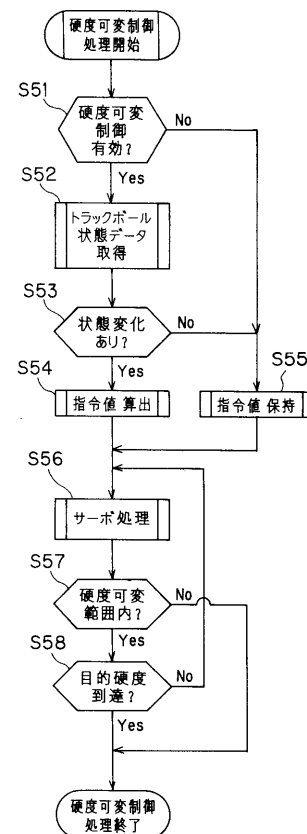 硬度可変制御
処理開始
S51
硬度可変
制御
有効?
No
Yes
S52
トラックボール
状態データ
取得
S53
状態変化
あり?
No
Yes
S54
指令値 算出
S55
指令値 保持
S56
サーボ処理
S57
硬度可変
範囲内?
No
Yes
S58
目的硬度
到達?
No
Yes
硬度可変制御
処理終了